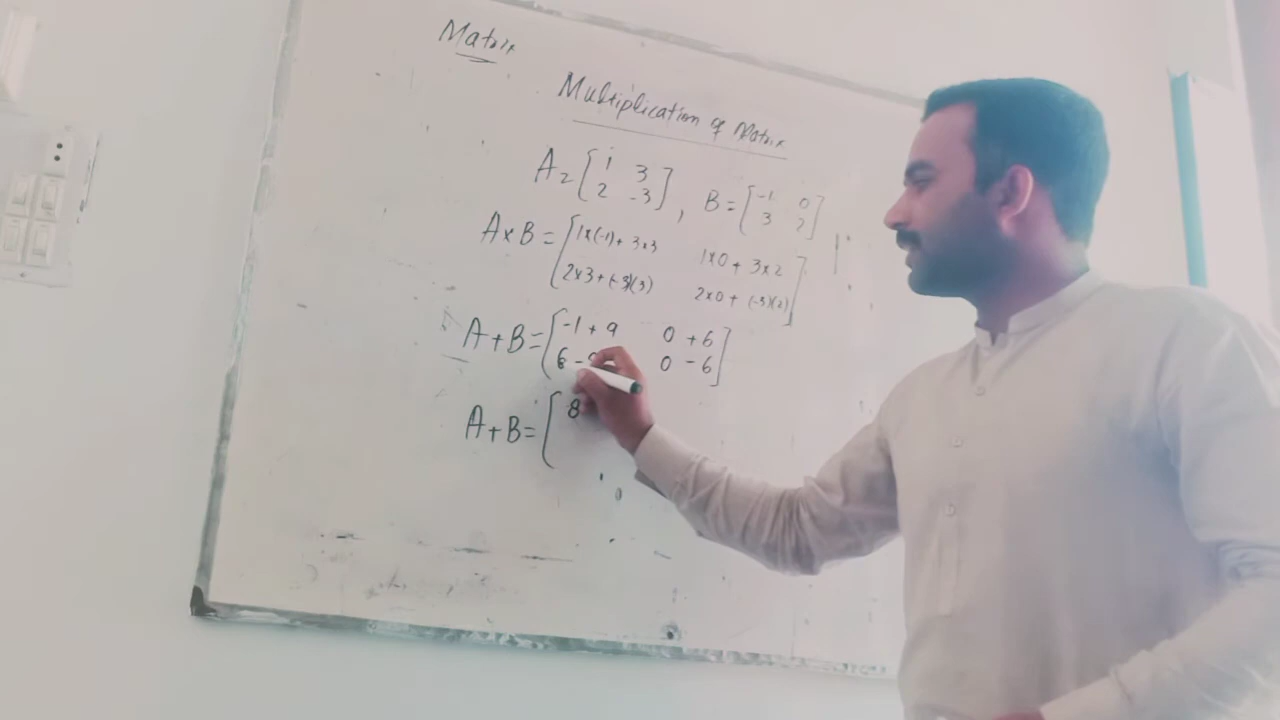 Matrix
Multiplication of Matrix
A = [1 3; 2 -3], B = [-1 0; 3 2]
A×B = [1×(-1)+3×3 1×0+3×2; 2×3+(-3)(3) 2×0+(-3)(2)]
A+B = [-1+9 0+6; 6- 0-6]
A+B = [8